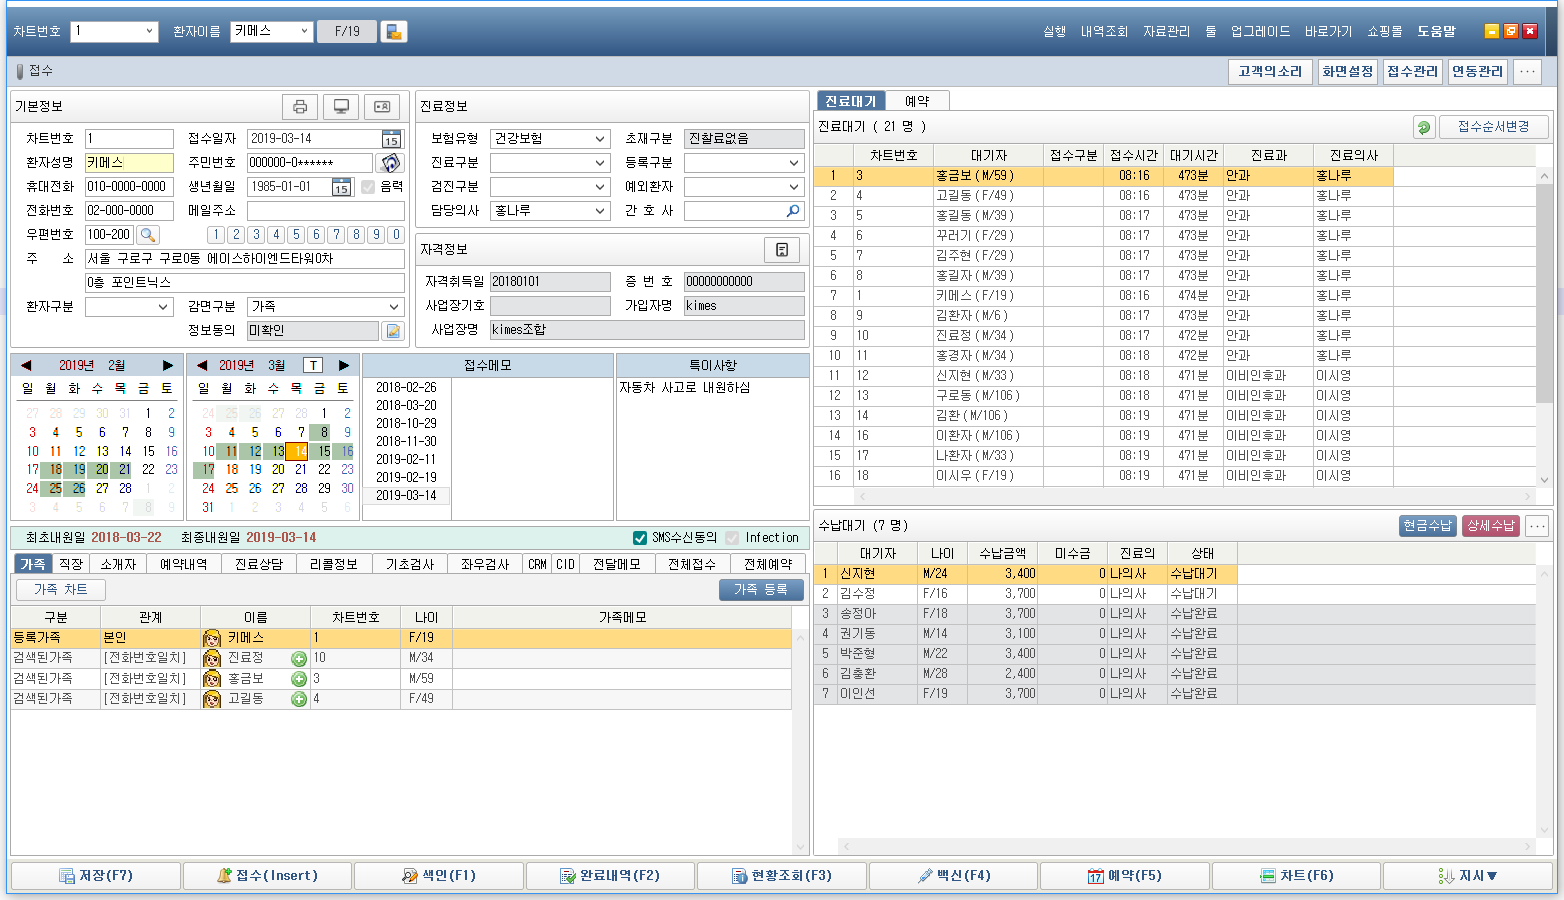 차트번호 1 환자이름 키메스 F/19 실행 내역조회 자료관리 툴 업그레이드 바로가기 쇼핑몰 도움말
접수 고객의소리 화면설정 접수관리 연동관리 ...
기본정보
차트번호 1 접수일자 2019-03-14 15
환자성명 키메스 주민번호 000000-0******
휴대전화 010-0000-0000 생년월일 1985-01-01 15 음력
전화번호 02-000-0000 메일주소
우편번호 100-200 1 2 3 4 5 6 7 8 9 0
주 소 서울 구로구 구로0동 에이스하이엔드타워0차
0층 포인트닉스
환자구분 감면구분 가족
정보동의 미확인
진료정보
보험유형 건강보험 초재구분 진찰료없음
진료구분 등록구분
검진구분 예외환자
담당의사 홍나루 간 호 사
자격정보
자격취득일 20180101 증 번 호 00000000000
사업장기호 가입자명 kimes
사업장명 kimes조합
2019년 2월
일 월 화 수 목 금 토
27 28 29 30 31 1 2
3 4 5 6 7 8 9
10 11 12 13 14 15 16
17 18 19 20 21 22 23
24 25 26 27 28 1 2
3 4 5 6 7 8 9
2019년 3월 T
일 월 화 수 목 금 토
24 25 26 27 28 1 2
3 4 5 6 7 8 9
10 11 12 13 14 15 16
17 18 19 20 21 22 23
24 25 26 27 28 29 30
31 1 2 3 4 5 6
접수메모
2018-02-26
2018-03-20
2018-10-29
2018-11-30
2019-02-11
2019-02-19
2019-03-14
특이사항
자동차 사고로 내원하심
최초내원일 2018-03-22 최종내원일 2019-03-14 SMS수신동의 Infection
가족 직장 소개자 예약내역 진료상담 리콜정보 기초검사 좌우검사 CRM CID 전달메모 전체접수 전체예약
가족 차트 가족 등록
구분 관계 이름 차트번호 나이 가족메모
등록가족 본인 키메스 1 F/19
검색된가족 [전화번호일치] 진료정 10 M/34
검색된가족 [전화번호일치] 홍금보 3 M/59
검색된가족 [전화번호일치] 고길동 4 F/49
진료대기 예약
진료대기 ( 21 명 ) 접수순서변경
차트번호 대기자 접수구분 접수시간 대기시간 진료과 진료의사
1 3 홍금보(M/59) 08:16 473분 안과 홍나루
2 4 고길동(F/49) 08:16 473분 안과 홍나루
3 5 홍길동(M/39) 08:17 473분 안과 홍나루
4 6 꾸러기(F/29) 08:17 473분 안과 홍나루
5 7 김주현(F/29) 08:17 473분 안과 홍나루
6 8 홍길자(M/39) 08:17 473분 안과 홍나루
7 1 키메스(F/19) 08:16 474분 안과 홍나루
8 9 김환자(M/6) 08:17 473분 안과 홍나루
9 10 진료정(M/34) 08:17 472분 안과 홍나루
10 11 홍경자(M/34) 08:18 472분 안과 홍나루
11 12 신지현(M/33) 08:18 471분 이비인후과 이시영
12 13 구로동(M/106) 08:18 471분 이비인후과 이시영
13 14 김환(M/106) 08:19 471분 이비인후과 이시영
14 16 이환자(M/106) 08:19 471분 이비인후과 이시영
15 17 나환자(M/33) 08:19 471분 이비인후과 이시영
16 18 이시우(F/19) 08:19 471분 이비인후과 이시영
수납대기 (7 명) 현금수납 상세수납 ...
대기자 나이 수납금액 미수금 진료의 상태
1 신지현 M/24 3,400 0 나의사 수납대기
2 김수정 F/16 3,700 0 나의사 수납대기
3 송정아 F/18 3,700 0 나의사 수납완료
4 권기동 M/14 3,100 0 나의사 수납완료
5 박준형 M/22 3,400 0 나의사 수납완료
6 김충환 M/28 2,400 0 나의사 수납완료
7 이인선 F/19 3,700 0 나의사 수납완료
저장(F7) 접수(Insert) 색인(F1) 완료내역(F2) 현황조회(F3) 백신(F4) 17 예약(F5) 차트(F6) 지시▼